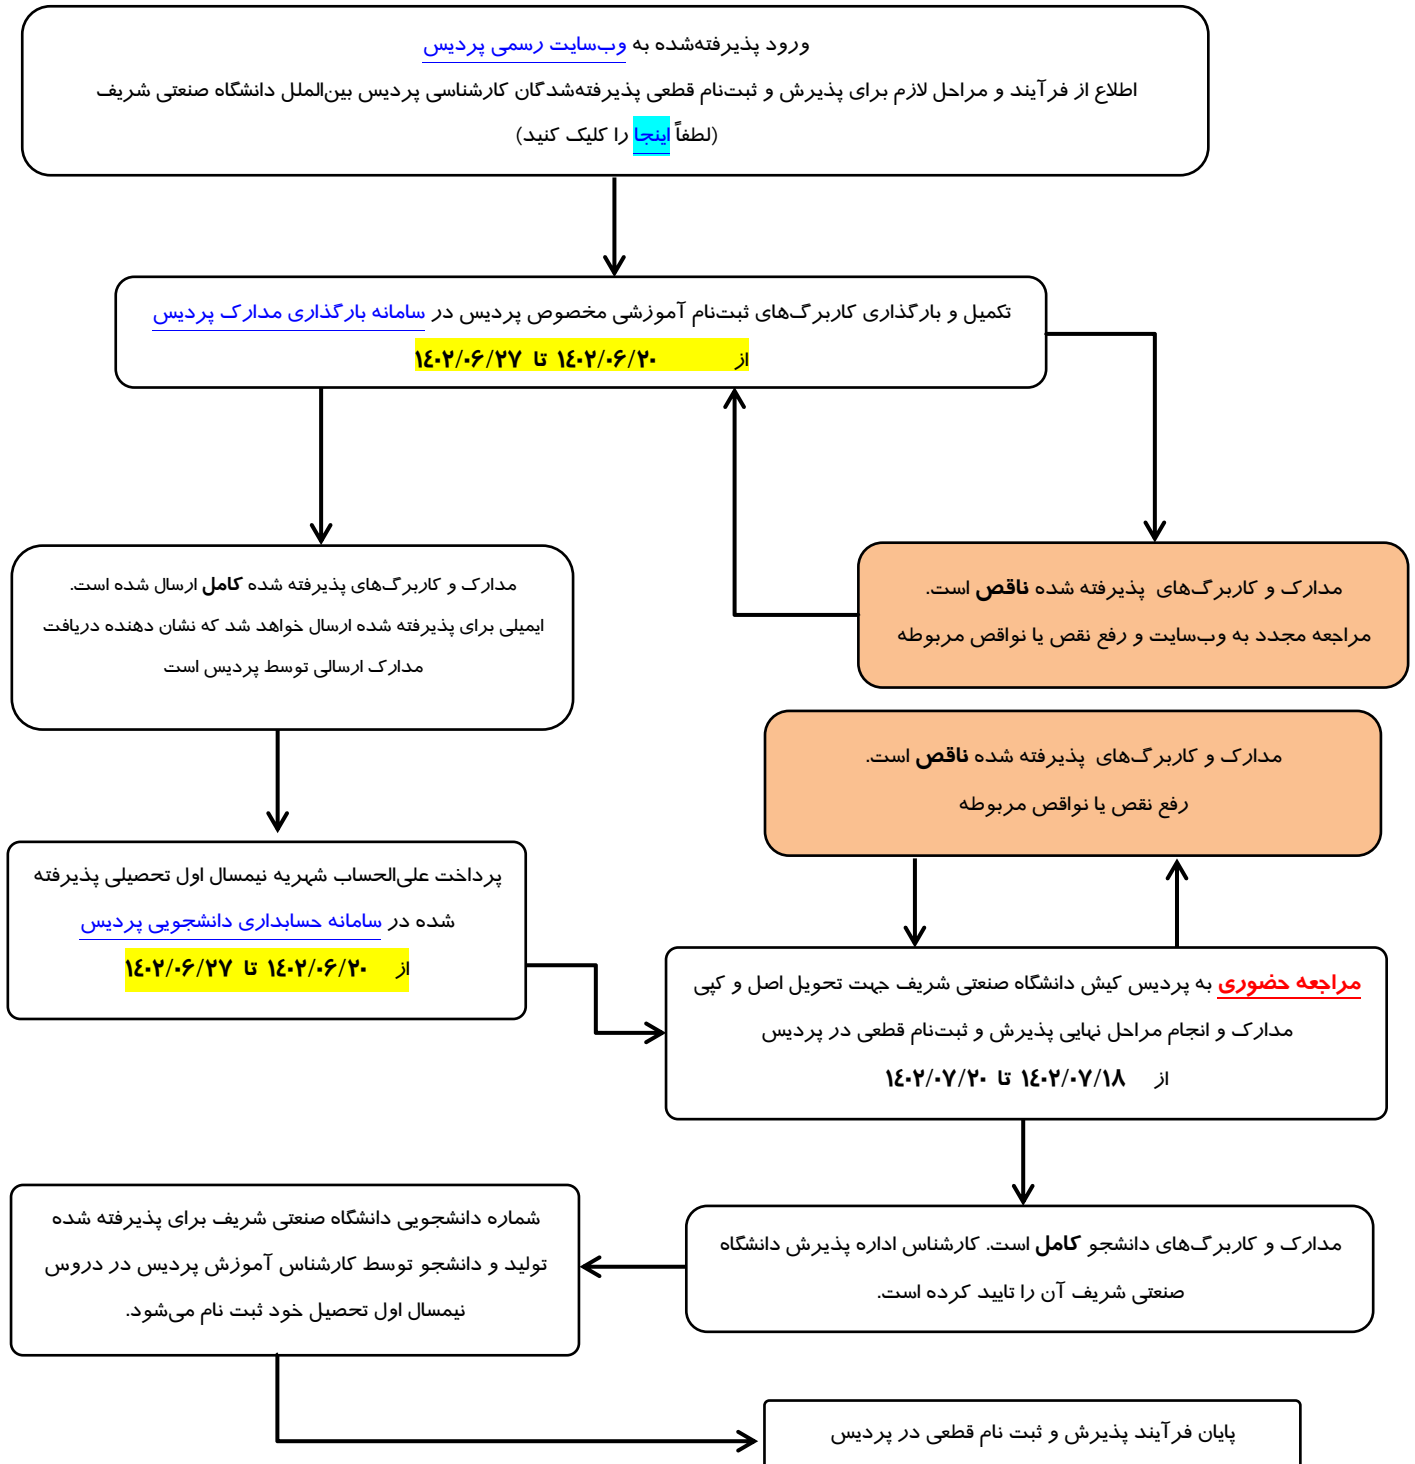 ورود پذیرفته‌شده به وب‌سایت رسمی پردیس
اطلاع از فرآیند و مراحل لازم برای پذیرش و ثبت‌نام قطعی پذیرفته‌شدگان کارشناسی پردیس بین‌الملل دانشگاه صنعتی شریف
(لطفاً اینجا را کلیک کنید)
تکمیل و بارگذاری کاربرگ‌های ثبت‌نام آموزشی مخصوص پردیس در سامانه بارگذاری مدارک پردیس
از ۱۴۰۲/۰۶/۲۰ تا ۱۴۰۲/۰۶/۲۷
مدارک و کاربرگ‌های پذیرفته شده ناقص است.
مراجعه مجدد به وب‌سایت و رفع نقص یا نواقص مربوطه
مدارک و کاربرگ‌های پذیرفته شده کامل ارسال شده است.
ایمیلی برای پذیرفته شده ارسال خواهد شد که نشان دهنده دریافت
مدارک ارسالی توسط پردیس است
مدارک و کاربرگ‌های پذیرفته شده ناقص است.
رفع نقص یا نواقص مربوطه
پرداخت علی‌الحساب شهریه نیمسال اول تحصیلی پذیرفته
شده در سامانه حسابداری دانشجویی پردیس
از ۱۴۰۲/۰۶/۲۰ تا ۱۴۰۲/۰۶/۲۷
مراجعه حضوری به پردیس کیش دانشگاه صنعتی شریف جهت تحویل اصل و کپی
مدارک و انجام مراحل نهایی پذیرش و ثبت‌نام قطعی در پردیس
از ۱۴۰۲/۰۷/۱۸ تا ۱۴۰۲/۰۷/۲۰
مدارک و کاربرگ‌های دانشجو کامل است. کارشناس اداره پذیرش دانشگاه
صنعتی شریف آن را تایید کرده است.
شماره دانشجویی دانشگاه صنعتی شریف برای پذیرفته شده
تولید و دانشجو توسط کارشناس آموزش پردیس در دروس
نیمسال اول تحصیل خود ثبت نام می‌شود.
پایان فرآیند پذیرش و ثبت نام قطعی در پردیس